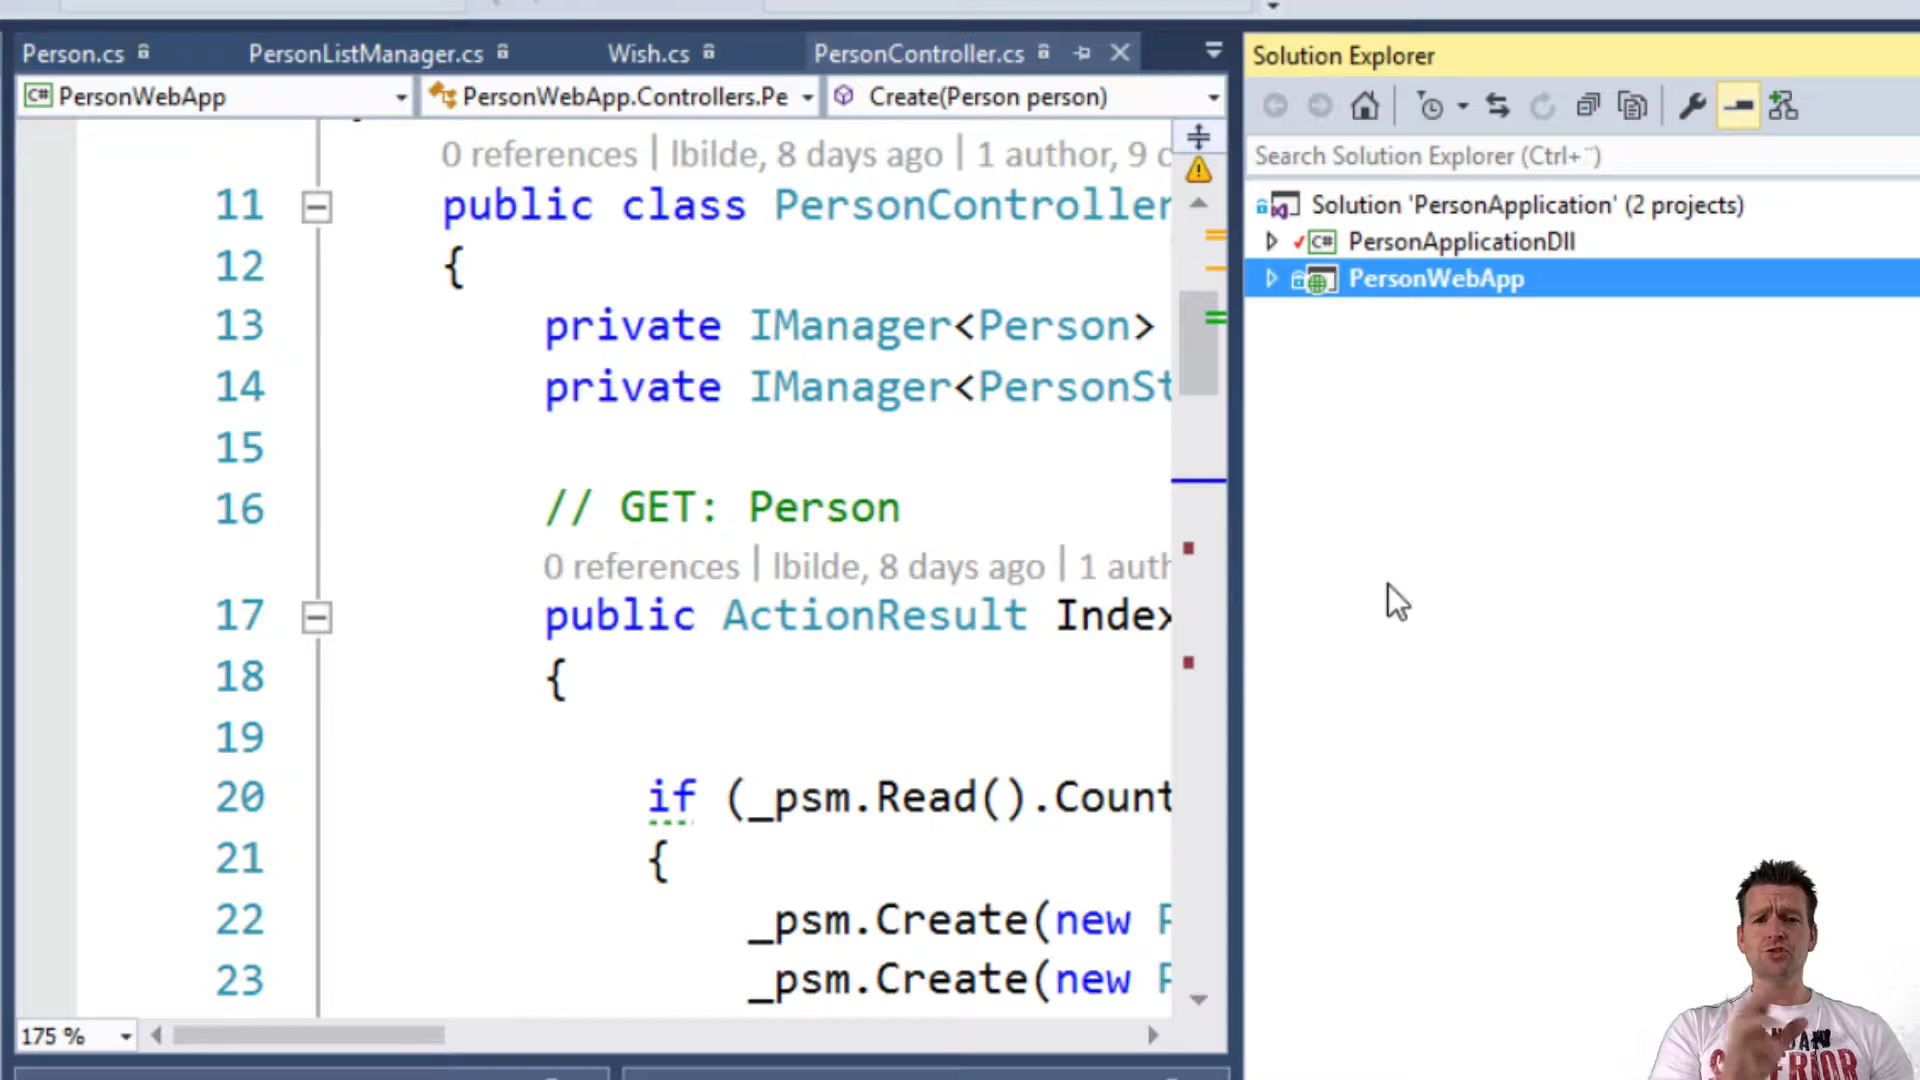 Person.cs PersonListManager.cs Wish.cs PersonController.cs
PersonWebApp PersonWebApp.Controllers.Pe Create(Person person)
0 references | lbilde, 8 days ago | 1 author, 9 c
11 public class PersonController
12 {
13 private IManager<Person>
14 private IManager<PersonSt
15
16 // GET: Person
0 references | lbilde, 8 days ago | 1 auth
17 public ActionResult Index
18 {
19
20 if (_psm.Read().Count
21 {
22 _psm.Create(new P
23 _psm.Create(new P
175 %
Solution Explorer
Search Solution Explorer (Ctrl+¨)
Solution 'PersonApplication' (2 projects)
C# PersonApplicationDll
PersonWebApp